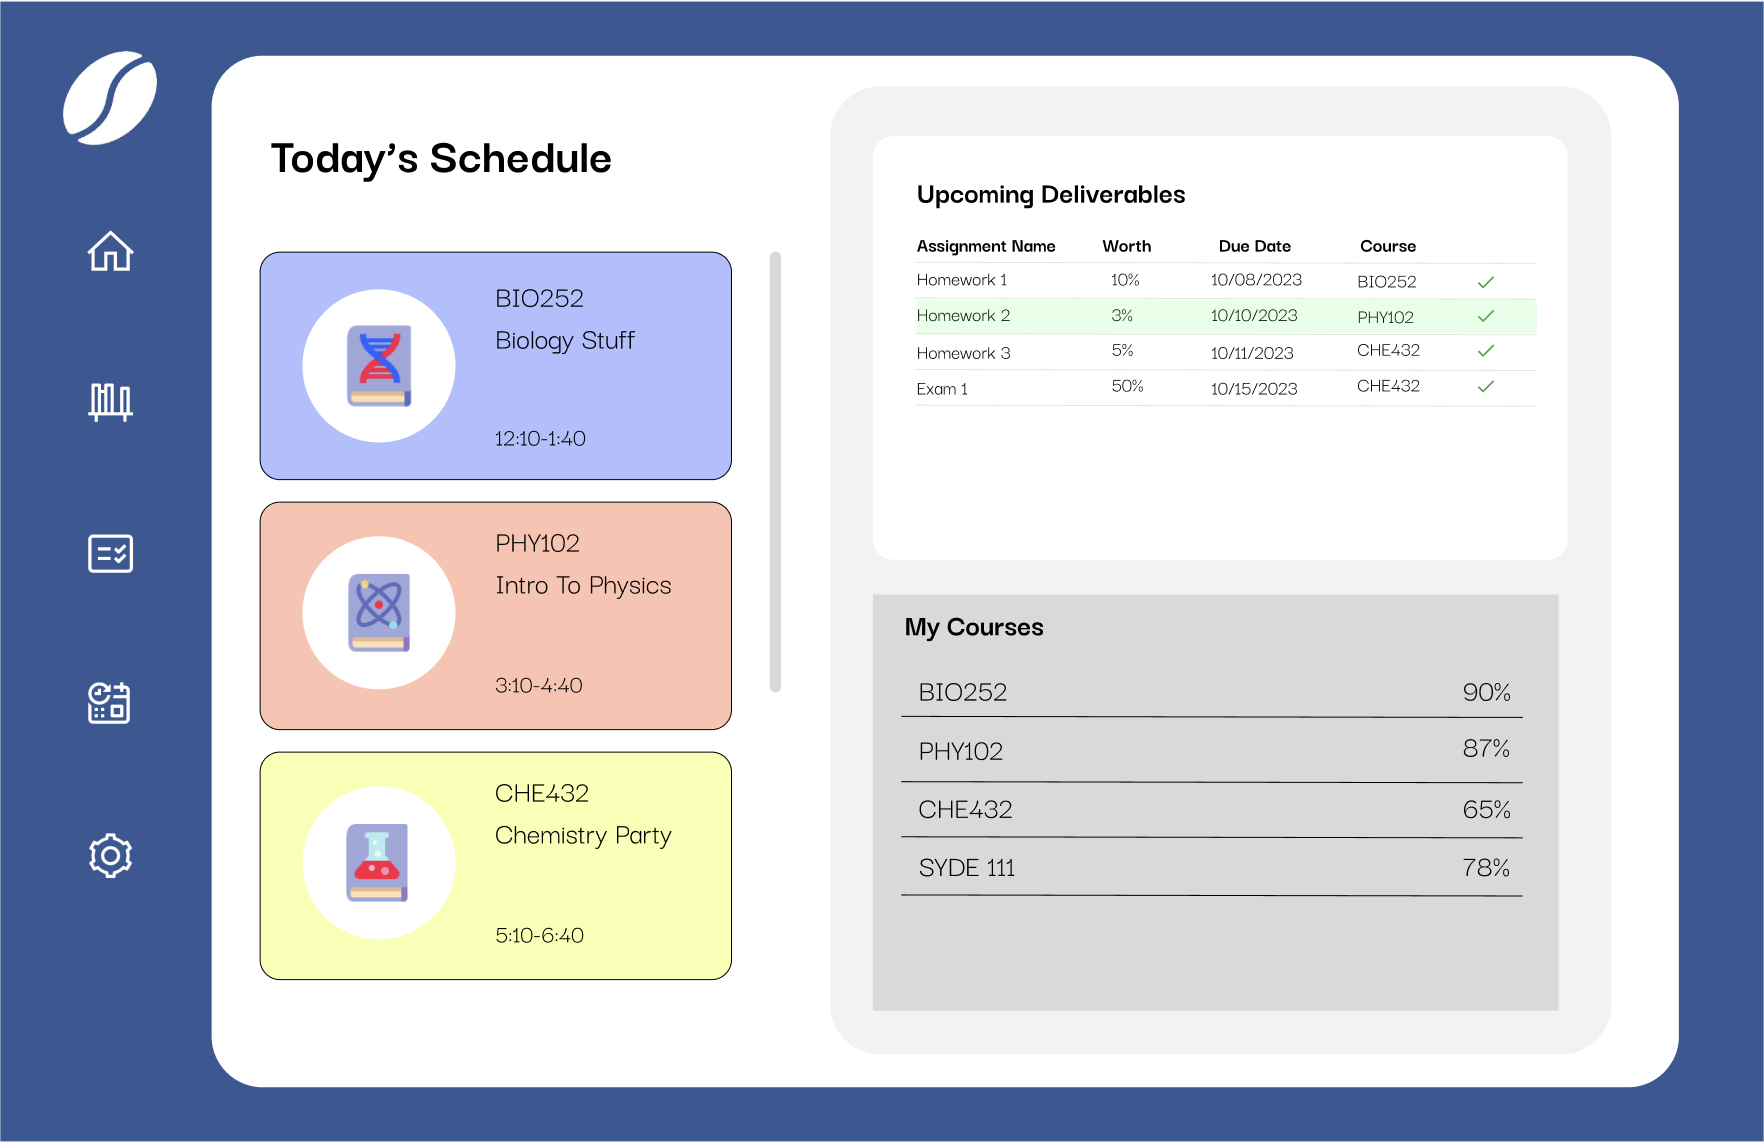 Today's Schedule
BIO252
Biology Stuff
12:10-1:40
PHY102
Intro To Physics
3:10-4:40
CHE432
Chemistry Party
5:10-6:40
Upcoming Deliverables
Assignment Name Worth Due Date Course
Homework 1 10% 10/08/2023 BIO252
Homework 2 3% 10/10/2023 PHY102
Homework 3 5% 10/11/2023 CHE432
Exam 1 50% 10/15/2023 CHE432
My Courses
BIO252 90%
PHY102 87%
CHE432 65%
SYDE 111 78%